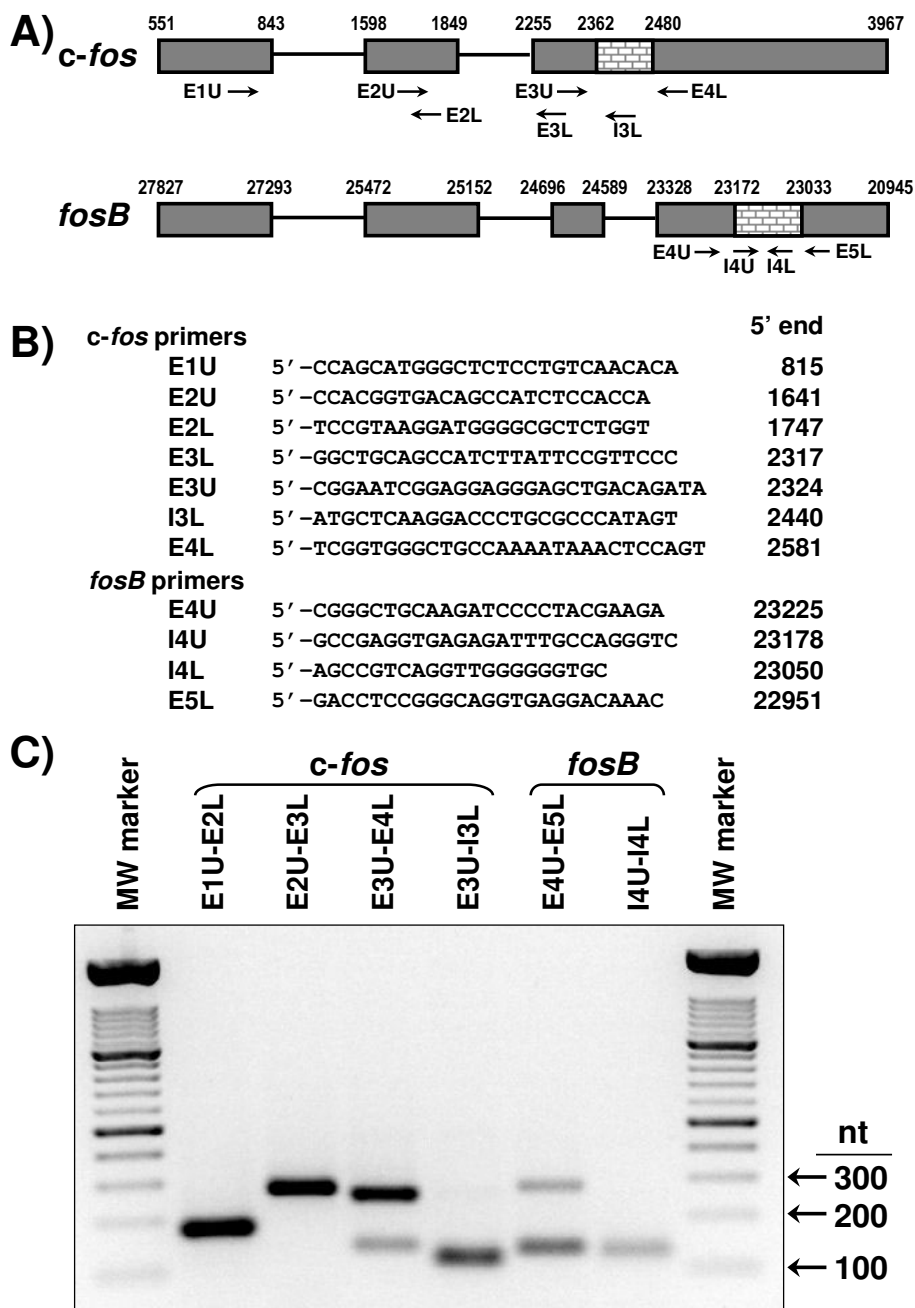 A)
c-fos
551 843 1598 1849 2255 2362 2480 3967
E1U E2U E3U E4L
E2L E3L I3L
fosB
27827 27293 25472 25152 24696 24589 23328 23172 23033 20945
E4U I4U I4L E5L
B)
c-fos primers 5’ end
E1U 5′-CCAGCATGGGCTCTCCTGTCAACACA 815
E2U 5′-CCACGGTGACAGCCATCTCCACCA 1641
E2L 5′-TCCGTAAGGATGGGGCGCTCTGGT 1747
E3L 5′-GGCTGCAGCCATCTTATTCCGTTCCC 2317
E3U 5′-CGGAATCGGAGGAGGGAGCTGACAGATA 2324
I3L 5′-ATGCTCAAGGACCCTGCGCCCATAGT 2440
E4L 5′-TCGGTGGGCTGCCAAAATAAACTCCAGT 2581
fosB primers
E4U 5′-CGGGCTGCAAGATCCCCTACGAAGA 23225
I4U 5′-GCCGAGGTGAGAGATTTGCCAGGGTC 23178
I4L 5′-AGCCGTCAGGTTGGGGGGTGC 23050
E5L 5′-GACCTCCGGGCAGGTGAGGACAAAC 22951
C)
c-fos fosB
MW marker
E1U-E2L
E2U-E3L
E3U-E4L
E3U-I3L
E4U-E5L
I4U-I4L
MW marker
nt
300
200
100